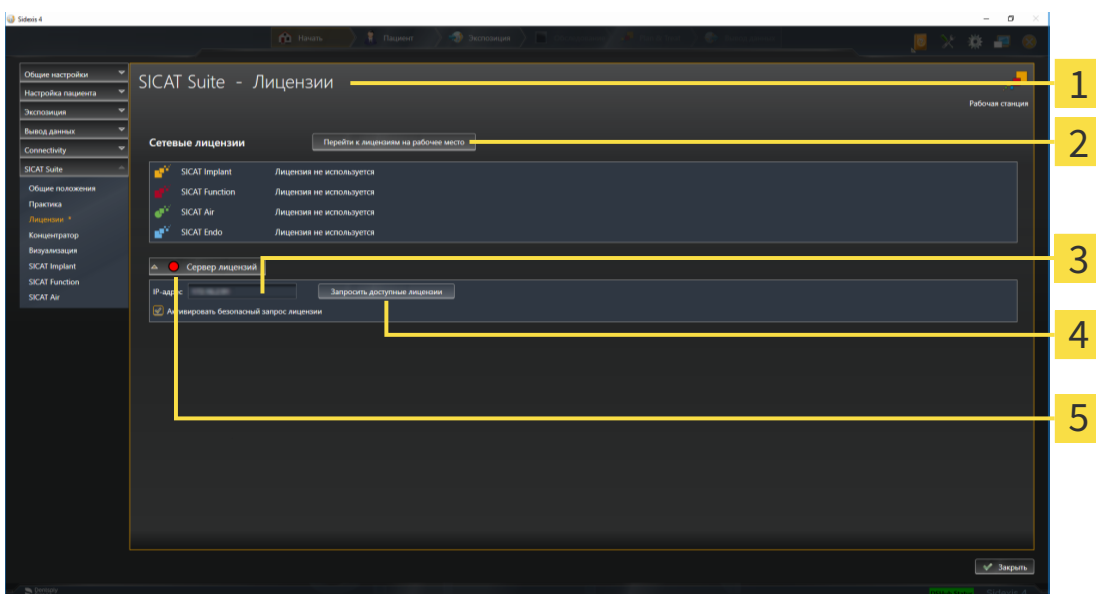 Sidexis 4
Начать
Пациент
Экспозиция
Общие настройки
Настройка пациента
Экспозиция
Вывод данных
Connectivity
SICAT Suite
Общие положения
Практика
Лицензии *
Концентратор
Визуализация
SICAT Implant
SICAT Function
SICAT Air
SICAT Suite - Лицензии
Рабочая станция
Сетевые лицензии
Перейти к лицензиям на рабочее место
SICAT Implant Лицензия не используется
SICAT Function Лицензия не используется
SICAT Air Лицензия не используется
SICAT Endo Лицензия не используется
Сервер лицензий
IP-адрес
Запросить доступные лицензии
Активировать безопасный запрос лицензии
Закрыть
Sidexis 4
1
2
3
4
5